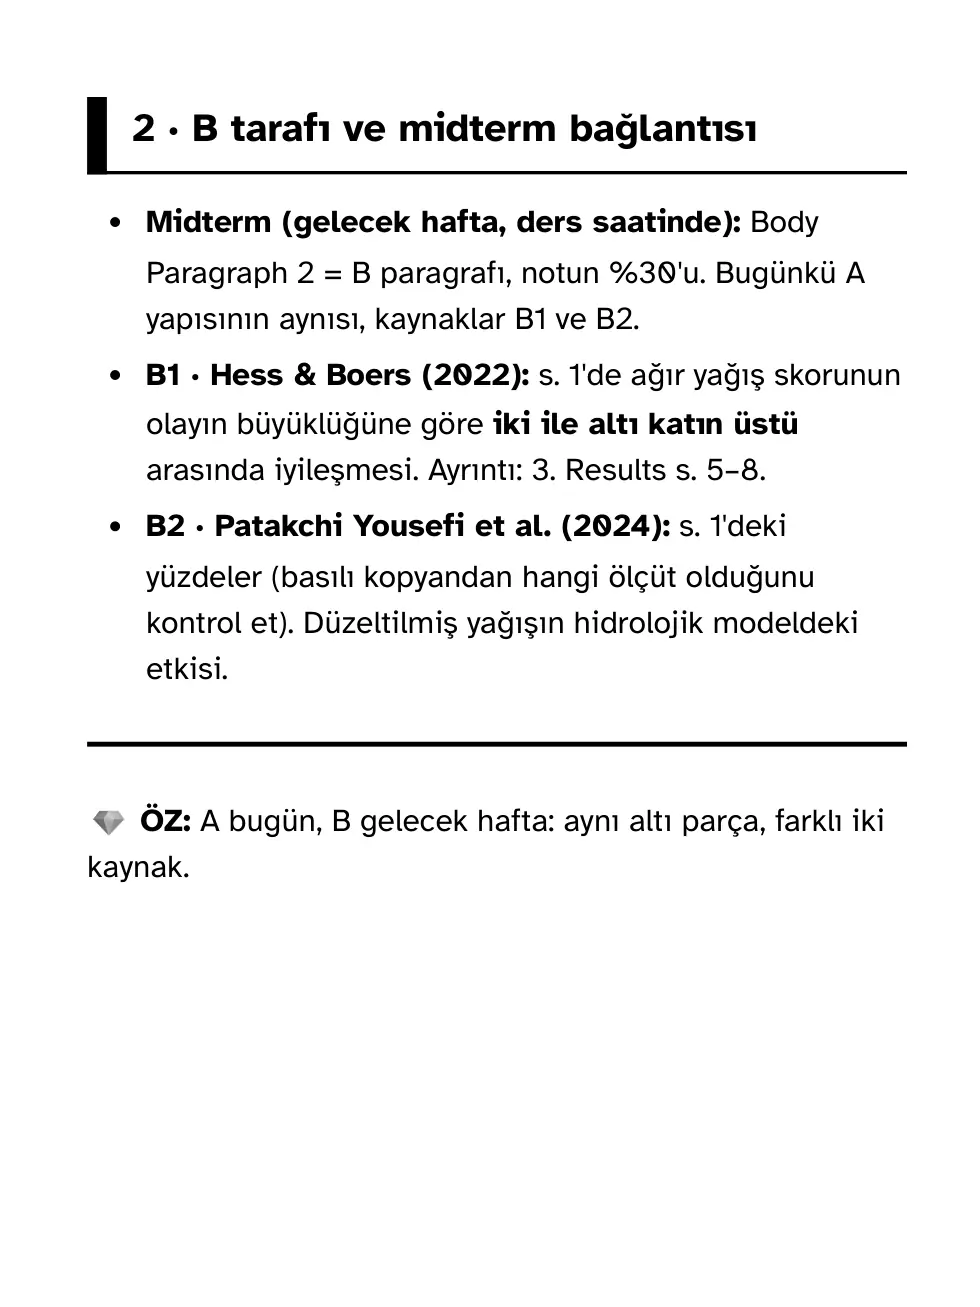 2 · B tarafı ve midterm bağlantısı
• Midterm (gelecek hafta, ders saatinde): Body
Paragraph 2 = B paragrafı, notun %30'u. Bugünkü A
yapısının aynısı, kaynaklar B1 ve B2.
• B1 · Hess & Boers (2022): s. 1'de ağır yağış skorunun
olayın büyüklüğüne göre iki ile altı katın üstü
arasında iyileşmesi. Ayrıntı: 3. Results s. 5–8.
• B2 · Patakchi Yousefi et al. (2024): s. 1'deki
yüzdeler (basılı kopyandan hangi ölçüt olduğunu
kontrol et). Düzeltilmiş yağışın hidrolojik modeldeki
etkisi.
ÖZ: A bugün, B gelecek hafta: aynı altı parça, farklı iki
kaynak.